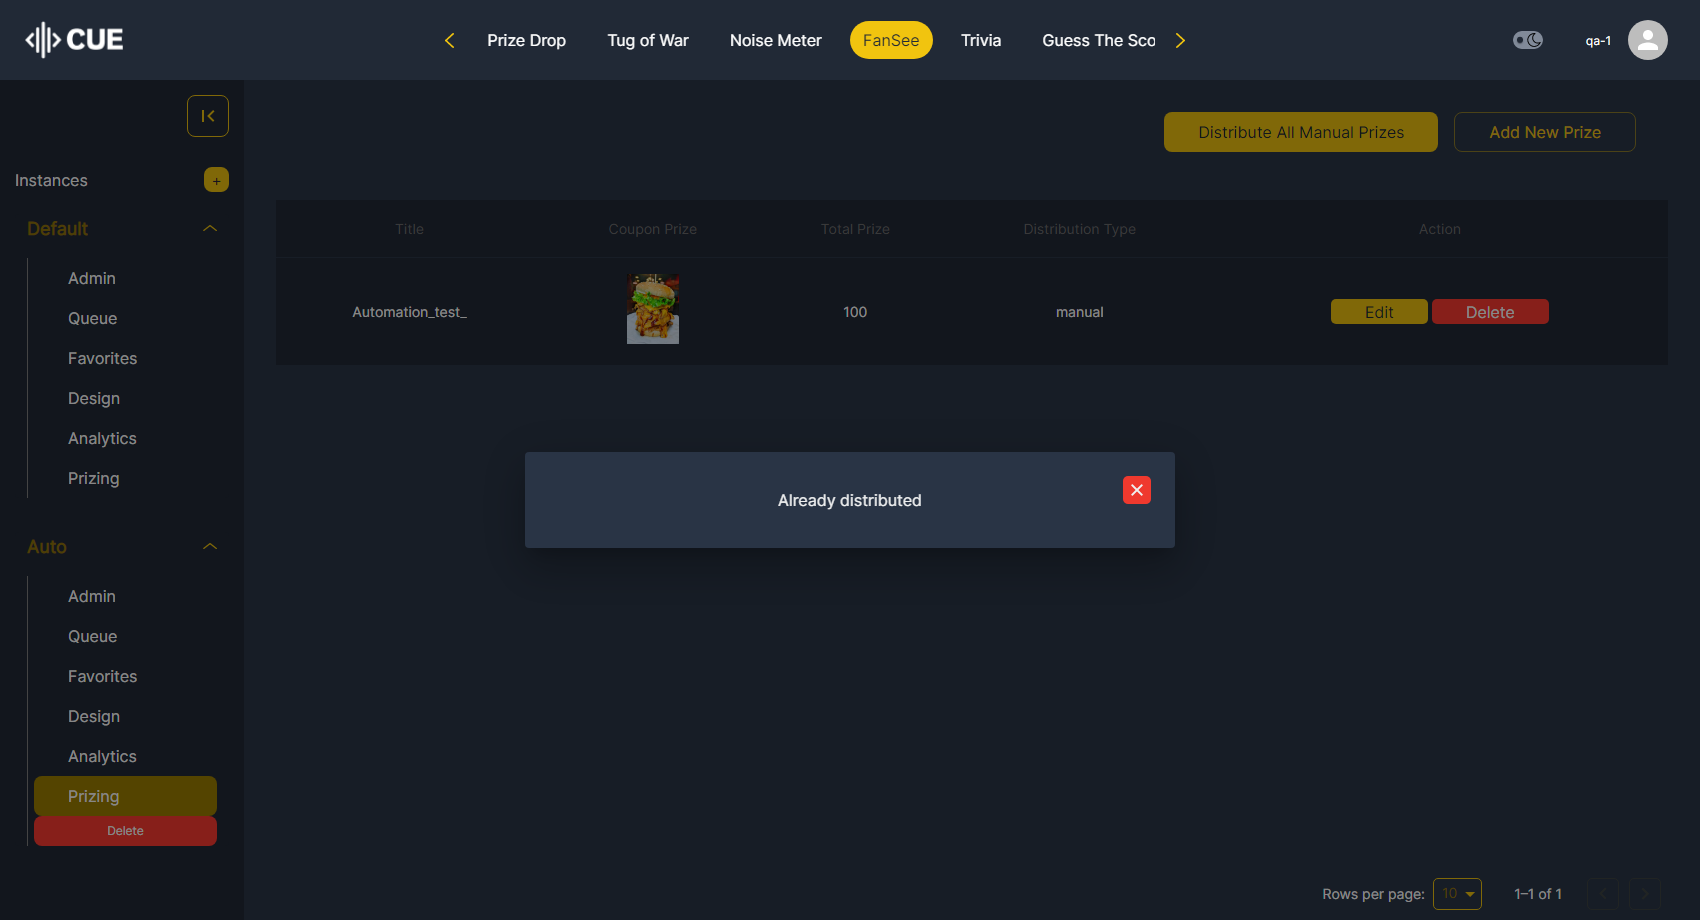 CUE
Prize Drop
Tug of War
Noise Meter
FanSee
Trivia
Guess The Sco
qa-1
Distribute All Manual Prizes
Add New Prize
Instances
+
Default
Admin
Queue
Favorites
Design
Analytics
Prizing
Auto
Admin
Queue
Favorites
Design
Analytics
Prizing
Delete
Title
Coupon Prize
Total Prize
Distribution Type
Action
Automation_test_
100
manual
Edit
Delete
Already distributed
Rows per page:
10
1–1 of 1